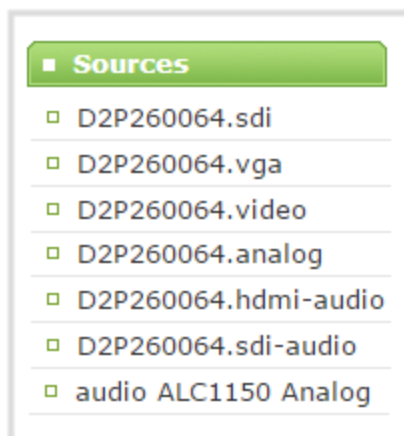 Sources
D2P260064.sdi
D2P260064.vga
D2P260064.video
D2P260064.analog
D2P260064.hdmi-audio
D2P260064.sdi-audio
audio ALC1150 Analog